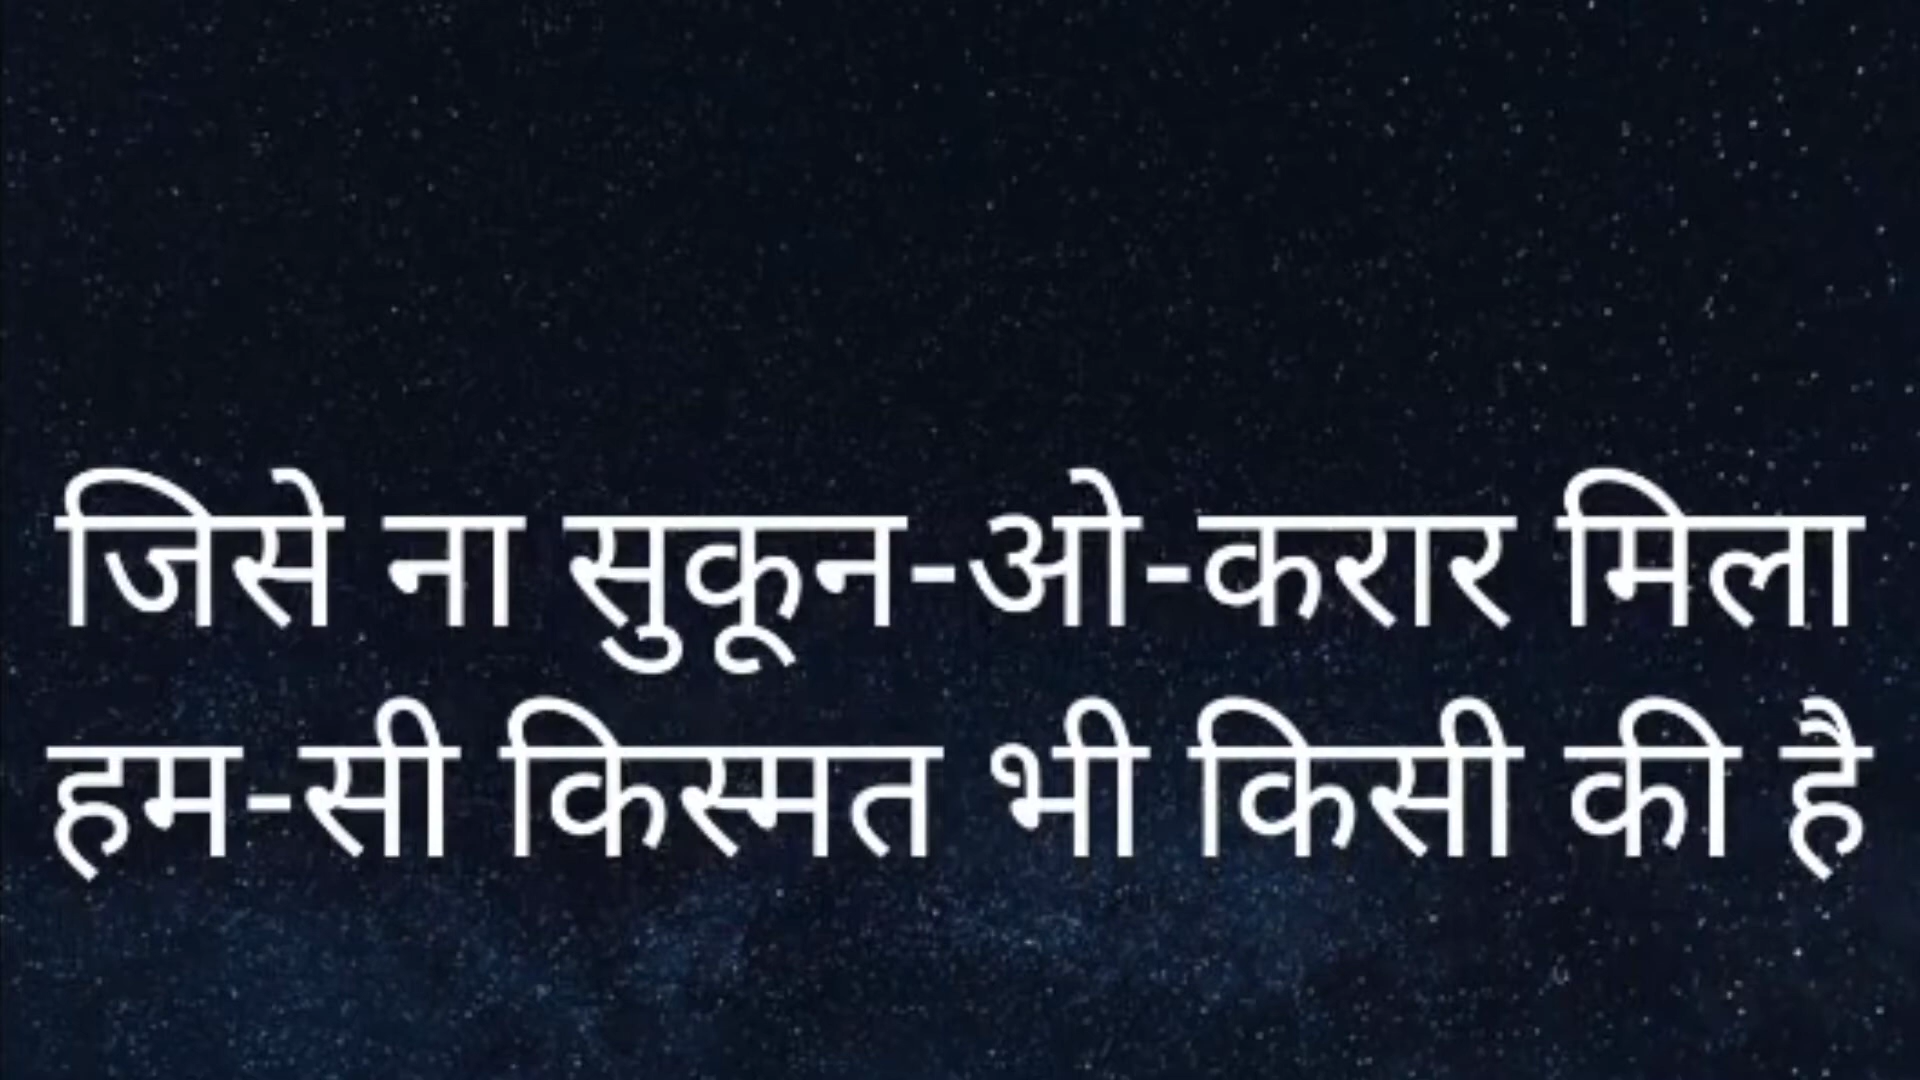 जिसे ना सुकून-ओ-करार मिला
हम-सी किस्मत भी किसी की है